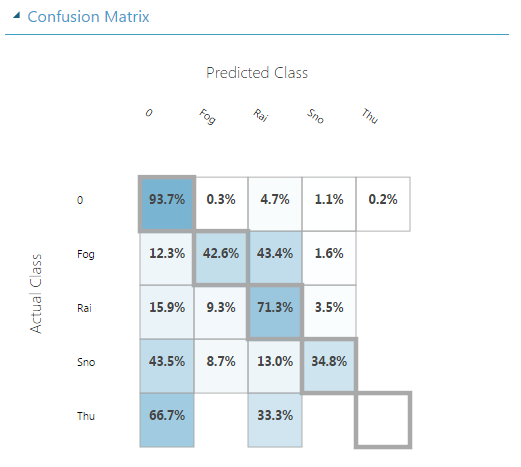 Confusion Matrix
Predicted Class
0 Fog Rai Sno Thu
Actual Class
0 93.7% 0.3% 4.7% 1.1% 0.2%
Fog 12.3% 42.6% 43.4% 1.6%
Rai 15.9% 9.3% 71.3% 3.5%
Sno 43.5% 8.7% 13.0% 34.8%
Thu 66.7% 33.3%